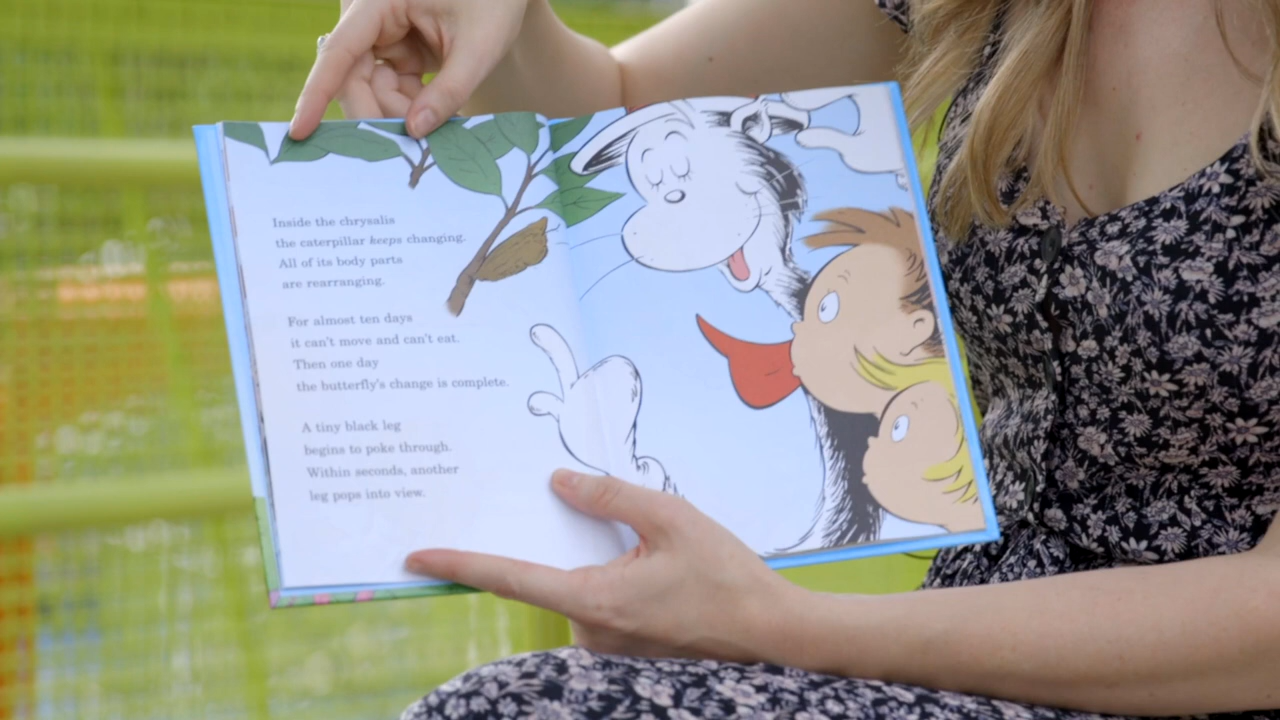 Inside the chrysalis
the caterpillar keeps changing.
All of its body parts
are rearranging.
For almost ten days
it can't move and can't eat.
Then one day
the butterfly's change is complete.
A tiny black leg
begins to poke through.
Within seconds, another
leg pops into view.